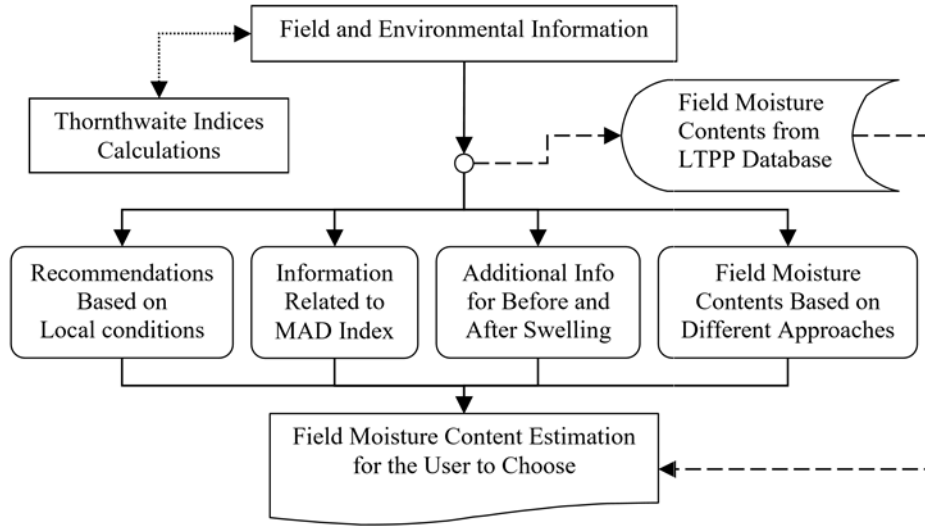 Field and Environmental Information
Thornthwaite Indices
Calculations
Field Moisture
Contents from
LTPP Database
Recommendations
Based on
Local conditions
Information
Related to
MAD Index
Additional Info
for Before and
After Swelling
Field Moisture
Contents Based on
Different Approaches
Field Moisture Content Estimation
for the User to Choose